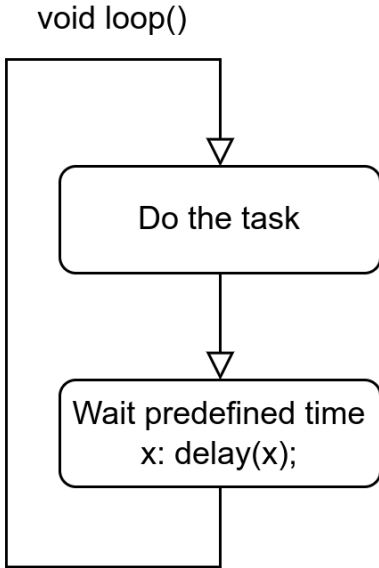 void loop()
Do the task
Wait predefined time
x: delay(x);